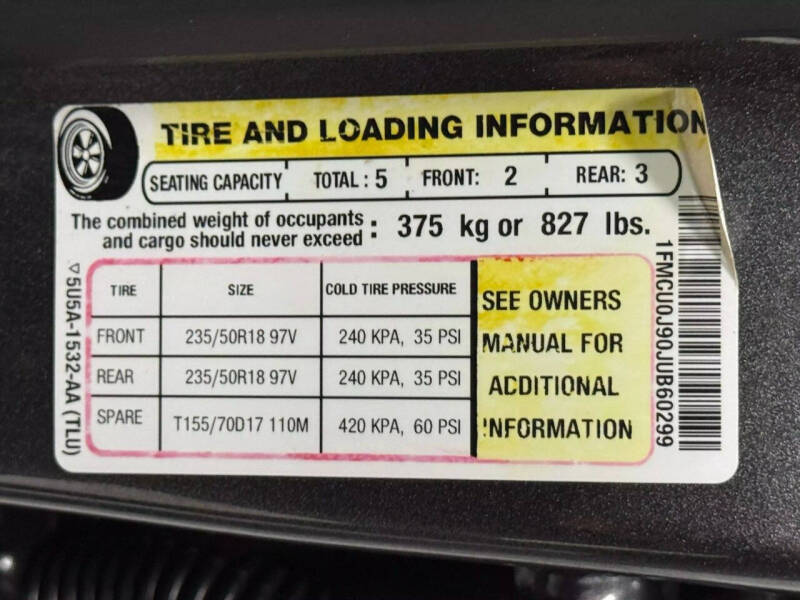 TIRE AND LOADING INFORMATION
SEATING CAPACITY TOTAL: 5 FRONT: 2 REAR: 3
The combined weight of occupants
and cargo should never exceed : 375 kg or 827 lbs.
TIRE SIZE COLD TIRE PRESSURE
FRONT 235/50R18 97V 240 KPA, 35 PSI
REAR 235/50R18 97V 240 KPA, 35 PSI
SPARE T155/70D17 110M 420 KPA, 60 PSI
SEE OWNERS
MANUAL FOR
ADDITIONAL
INFORMATION
5U5A-1532-AA (TLU)
1FMCU0J90JUB60299